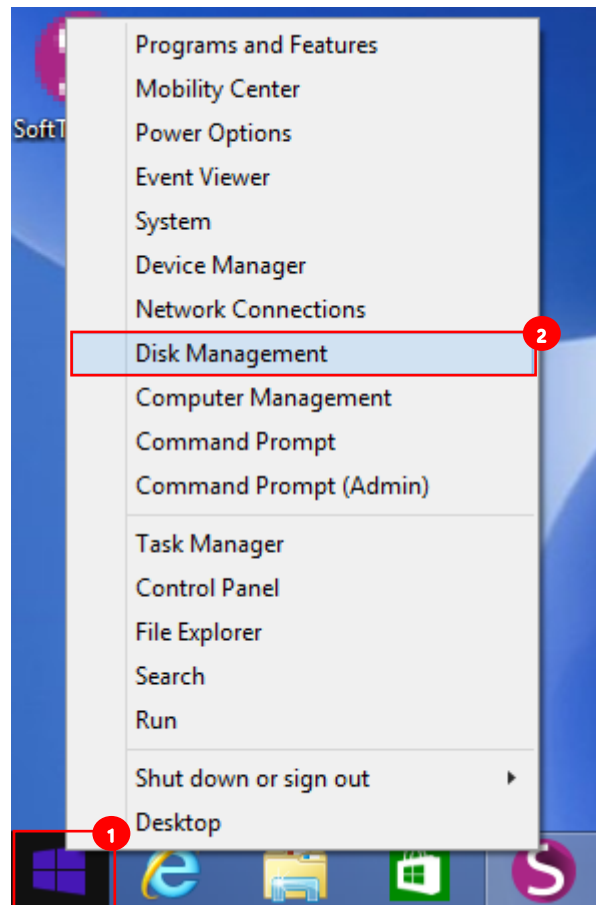 Programs and Features
Mobility Center
SoftT
Power Options
Event Viewer
System
Device Manager
Network Connections
2
Disk Management
Computer Management
Command Prompt
Command Prompt (Admin)
Task Manager
Control Panel
File Explorer
Search
Run
Shut down or sign out
1
Desktop
S